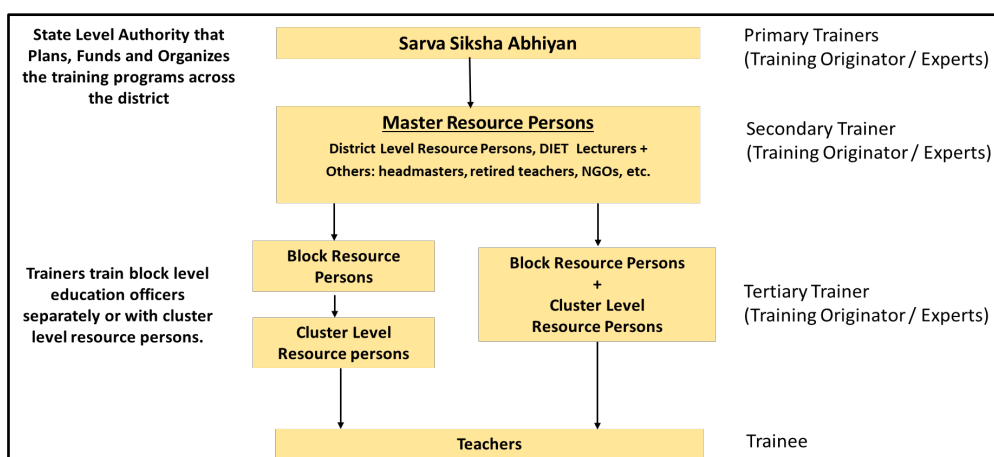 State Level Authority that
Plans, Funds and Organizes
the training programs across
the district
Sarva Siksha Abhiyan
Primary Trainers
(Training Originator / Experts)
Master Resource Persons
District Level Resource Persons, DIET Lecturers +
Others: headmasters, retired teachers, NGOs, etc.
Secondary Trainer
(Training Originator / Experts)
Trainers train block level
education officers
separately or with cluster
level resource persons.
Block Resource
Persons
Cluster Level
Resource persons
Block Resource Persons
+
Cluster Level
Resource Persons
Tertiary Trainer
(Training Originator / Experts)
Teachers
Trainee